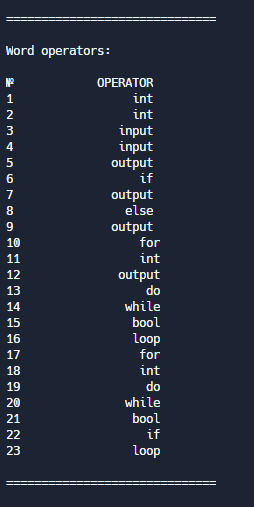 ==============================
Word operators:
№ OPERATOR
1 int
2 int
3 input
4 input
5 output
6 if
7 output
8 else
9 output
10 for
11 int
12 output
13 do
14 while
15 bool
16 loop
17 for
18 int
19 do
20 while
21 bool
22 if
23 loop
==============================